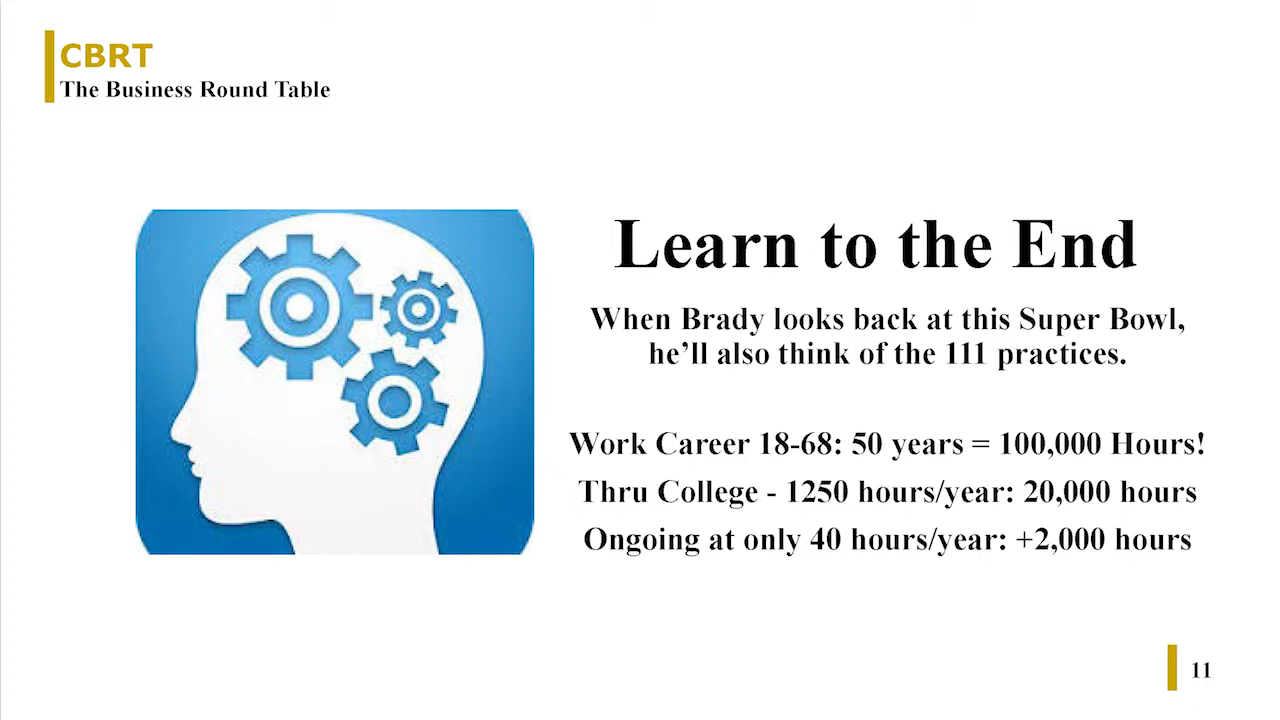 CBRT
The Business Round Table
Learn to the End
When Brady looks back at this Super Bowl,
he’ll also think of the 111 practices.
Work Career 18-68: 50 years = 100,000 Hours!
Thru College - 1250 hours/year: 20,000 hours
Ongoing at only 40 hours/year: +2,000 hours
11